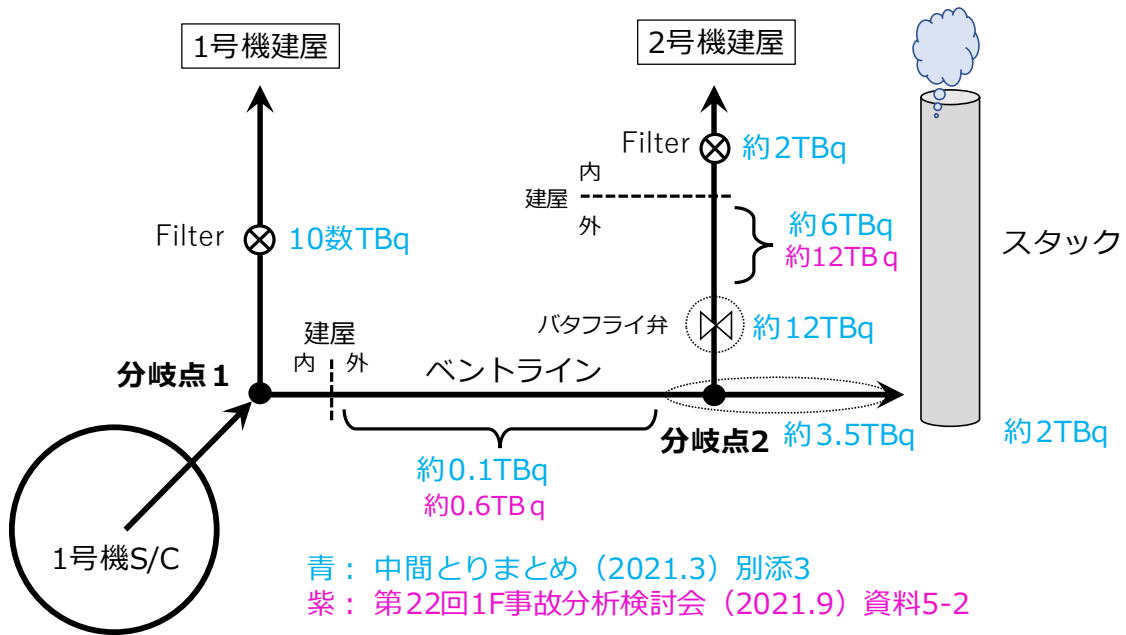 1号機建屋
2号機建屋
Filter
約2TBq
内
建屋
外
Filter
10数TBq
約6TBq
約12TBq
スタック
バタフライ弁
約12TBq
建屋
内 外
分岐点1
ベントライン
分岐点2
約3.5TBq
約2TBq
約0.1TBq
約0.6TBq
1号機S/C
青： 中間とりまとめ（2021.3）別添3
紫： 第22回1F事故分析検討会（2021.9）資料5-2